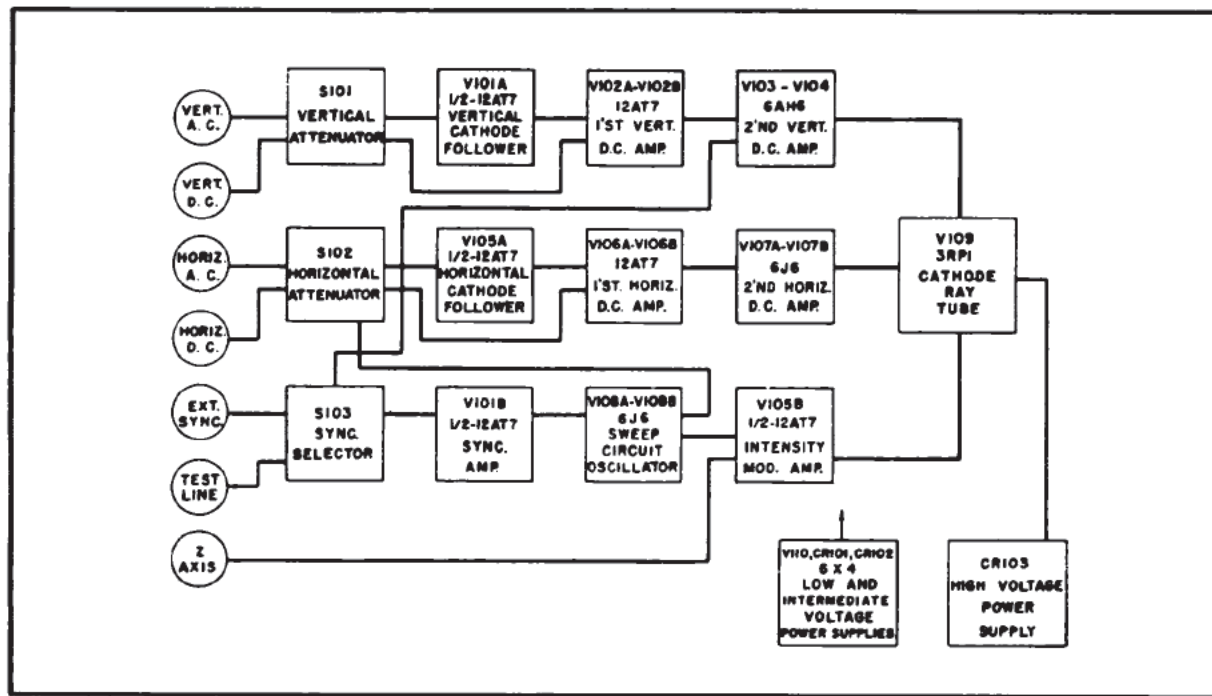 VERT.
A.C.
VERT.
D.C.
S101
VERTICAL
ATTENUATOR
V101A
1/2-12AT7
VERTICAL
CATHODE
FOLLOWER
V102A-V102B
12AT7
1'ST VERT.
D.C. AMP.
V103 - V104
6AH6
2'ND VERT.
D.C. AMP.
HORIZ.
A.C.
HORIZ.
D.C.
S102
HORIZONTAL
ATTENUATOR
V105A
1/2-12AT7
HORIZONTAL
CATHODE
FOLLOWER
V106A-V106B
12AT7
1'ST. HORIZ.
D.C. AMP.
V107A-V107B
6J6
2'ND HORIZ.
D.C. AMP.
V109
3RP1
CATHODE
RAY
TUBE
EXT.
SYNC.
TEST
LINE
S103
SYNC.
SELECTOR
V101B
1/2-12AT7
SYNC.
AMP.
V108A-V108B
6J6
SWEEP
CIRCUIT
OSCILLATOR
V105B
1/2-12AT7
INTENSITY
MOD. AMP.
Z
AXIS
V110, CR101, CR102
6 X 4
LOW AND
INTERMEDIATE
VOLTAGE
POWER SUPPLIES
CR103
HIGH VOLTAGE
POWER
SUPPLY